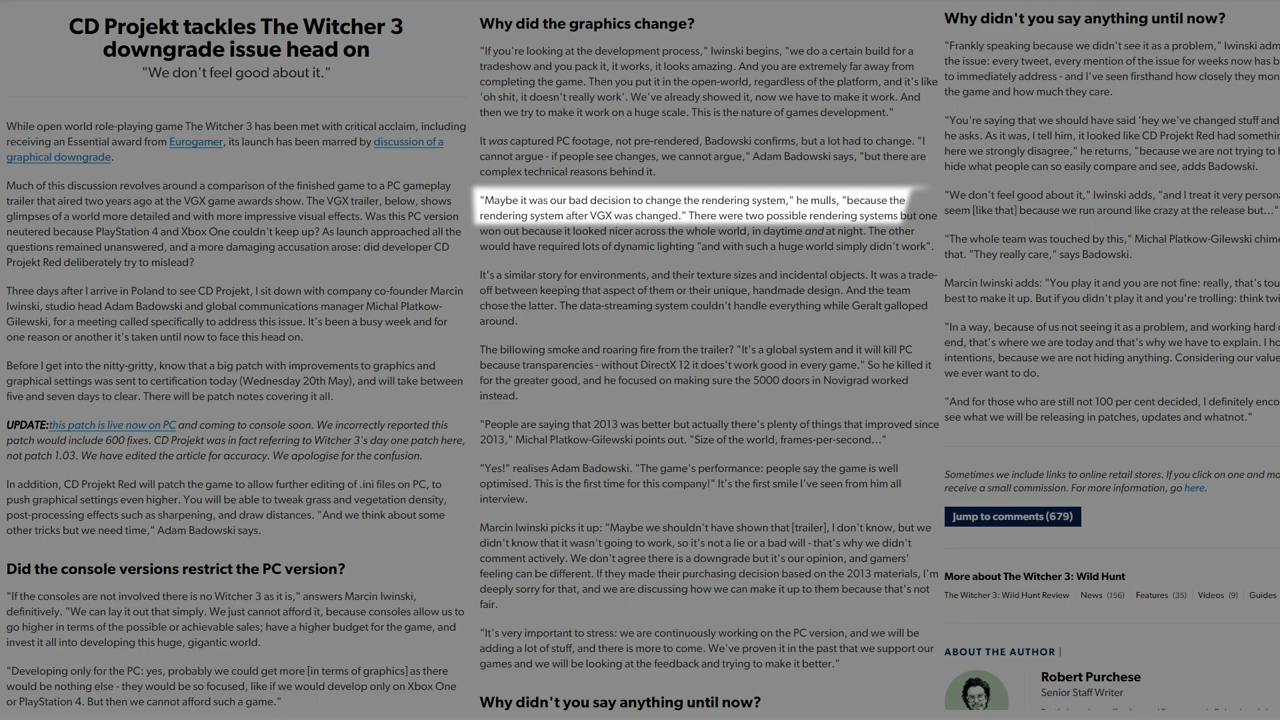 CD Projekt tackles The Witcher 3
downgrade issue head on
"We don't feel good about it."
While open world role-playing game The Witcher 3 has been met with critical acclaim, including
receiving an Essential award from Eurogamer, its launch has been marred by discussion of a
graphical downgrade.
Much of this discussion revolves around a comparison of the finished game to a PC gameplay
trailer that aired two years ago at the VGX game awards show. The VGX trailer, below, shows
glimpses of a world more detailed and with more impressive visual effects. Was this PC version
neutered because PlayStation 4 and Xbox One couldn't keep up? As launch approached all the
questions remained unanswered, and a more damaging accusation arose: did developer CD
Projekt Red deliberately try to mislead?
Three days after I arrive in Poland to see CD Projekt, I sit down with company co-founder Marcin
Iwinski, studio head Adam Badowski and global communications manager Michal Platkow-
Gilewski, for a meeting called specifically to address this issue. It's been a busy week and for
one reason or another it's taken until now to face this head on.
Before I get into the nitty-gritty, know that a big patch with improvements to graphics and
graphical settings was sent to certification today (Wednesday 20th May), and will take between
five and seven days to clear. There will be patch notes covering it all.
UPDATE: this patch is live now on PC and coming to console soon. We incorrectly reported this
patch would include 600 fixes. CD Projekt was in fact referring to Witcher 3's day one patch here,
not patch 1.03. We have edited the article for accuracy. We apologise for the confusion.
In addition, CD Projekt Red will patch the game to allow further editing of .ini files on PC, to
push graphical settings even higher. You will be able to tweak grass and vegetation density,
post-processing effects such as sharpening, and draw distances. "And we think about some
other tricks but we need time," Adam Badowski says.
Did the console versions restrict the PC version?
"If the consoles are not involved there is no Witcher 3 as it is," answers Marcin Iwinski,
definitively. "We can lay it out that simply. We just cannot afford it, because consoles allow us to
go higher in terms of the possible or achievable sales; have a higher budget for the game, and
invest it all into developing this huge, gigantic world.
"Developing only for the PC: yes, probably we could get more [in terms of graphics] as there
would be nothing else - they would be so focused, like if we would develop only on Xbox One
or PlayStation 4. But then we cannot afford such a game."
Why did the graphics change?
"If you're looking at the development process," Iwinski begins, "we do a certain build for a
tradeshow and you pack it, it works, it looks amazing. And you are extremely far away from
completing the game. Then you put it in the open-world, regardless of the platform, and it's like
'oh shit, it doesn't really work'. We've already showed it, now we have to make it work. And
then we try to make it work on a huge scale. This is the nature of games development."
It was captured PC footage, not pre-rendered, Badowski confirms, but a lot had to change. "I
cannot argue - if people see changes, we cannot argue," Adam Badowski says, "but there are
complex technical reasons behind it.
"Maybe it was our bad decision to change the rendering system," he mulls, "because the
rendering system after VGX was changed." There were two possible rendering systems but one
won out because it looked nicer across the whole world, in daytime and at night. The other
would have required lots of dynamic lighting "and with such a huge world simply didn't work".
It's a similar story for environments, and their texture sizes and incidental objects. It was a trade-
off between keeping that aspect of them or their unique, handmade design. And the team
chose the latter. The data-streaming system couldn't handle everything while Geralt galloped
around.
The billowing smoke and roaring fire from the trailer? "It's a global system and it will kill PC
because transparencies - without DirectX 12 it does't work good in every game." So he killed it
for the greater good, and he focused on making sure the 5000 doors in Novigrad worked
instead.
"People are saying that 2013 was better but actually there's plenty of things that improved since
2013," Michal Platkow-Gilewski points out. "Size of the world, frames-per-second..."
"Yes!" realises Adam Badowski. "The game's performance: people say the game is well
optimised. This is the first time for this company!" It's the first smile I've seen from him all
interview.
Marcin Iwinski picks it up: "Maybe we shouldn't have shown that [trailer], I don't know, but we
didn't know that it wasn't going to work, so it's not a lie or a bad will - that's why we didn't
comment actively. We don't agree there is a downgrade but it's our opinion, and gamers'
feeling can be different. If they made their purchasing decision based on the 2013 materials, I'm
deeply sorry for that, and we are discussing how we can make it up to them because that's not
fair.
"It's very important to stress: we are continuously working on the PC version, and we will be
adding a lot of stuff, and there is more to come. We've proven it in the past that we support our
games and we will be looking at the feedback and trying to make it better."
Why didn't you say anything until now?
Why didn't you say anything until now?
"Frankly speaking because we didn't see it as a problem," Iwinski adm
the issue: every tweet, every mention of the issue for weeks now has b
to immediately address - and I've seen firsthand how closely they mon
the game and how much they care.
"You're saying that we should have said 'hey we've changed stuff and
he asks. As it was, I tell him, it looked like CD Projekt Red had somethin
here we strongly disagree," he returns, "because we are not trying to h
hide what people can so easily compare and see, adds Badowski.
"We don't feel good about it," Iwinski adds, "and I treat it very person
seem [like that] because we run around like crazy at the release but..."
"The whole team was touched by this," Michal Platkow-Gilewski chime
that. "They really care," says Badowski.
Marcin Iwinski adds: "You play it and you are not fine: really, that's tou
best to make it up. But if you didn't play it and you're trolling: think twi
"In a way, because of us not seeing it as a problem, and working hard o
end, that's where we are today and that's why we have to explain. I ho
intentions, because we are not hiding anything. Considering our value
we ever want to do.
"And for those who are still not 100 per cent decided, I definitely enco
see what we will be releasing in patches, updates and whatnot."
Sometimes we include links to online retail stores. If you click on one and ma
receive a small commission. For more information, go here.
Jump to comments (679)
More about The Witcher 3: Wild Hunt
The Witcher 3: Wild Hunt Review News (156) Features (35) Videos (9) Guides
ABOUT THE AUTHOR
Robert Purchese
Senior Staff Writer